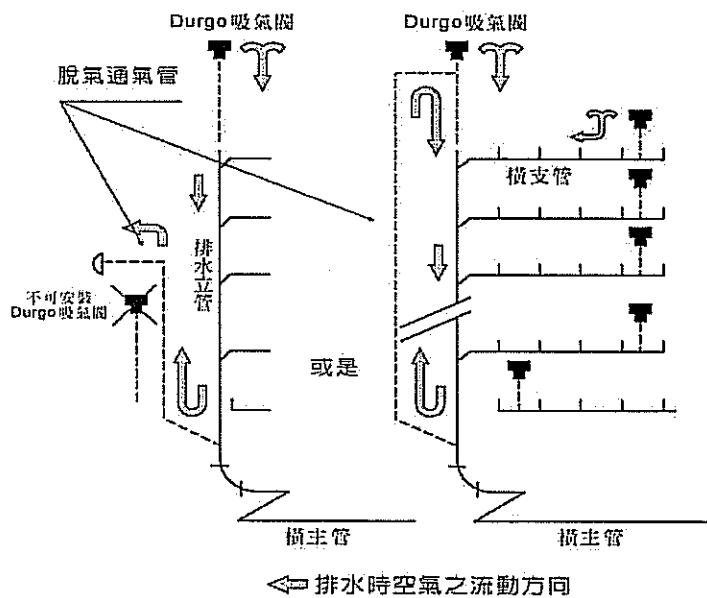 Durgo吸氣閥
Durgo吸氣閥
脫氣通氣管
橫支管
排水立管
不可安裝
Durgo吸氣閥
或是
橫主管
橫主管
排水時空氣之流動方向